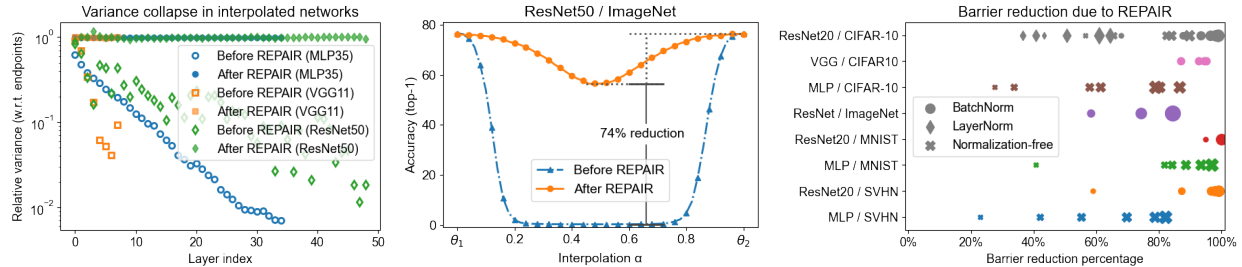 Variance collapse in interpolated networks
Relative variance (w.r.t. endpoints)
10⁰
10⁻¹
10⁻²
Before REPAIR (MLP35)
After REPAIR (MLP35)
Before REPAIR (VGG11)
After REPAIR (VGG11)
Before REPAIR (ResNet50)
After REPAIR (ResNet50)
0 10 20 30 40 50
Layer index
ResNet50 / ImageNet
Accuracy (top-1)
80
60
40
20
0
74% reduction
Before REPAIR
After REPAIR
θ₁ 0.2 0.4 0.6 0.8 θ₂
Interpolation α
Barrier reduction due to REPAIR
ResNet20 / CIFAR-10
VGG / CIFAR10
MLP / CIFAR-10
ResNet / ImageNet
ResNet20 / MNIST
MLP / MNIST
ResNet20 / SVHN
MLP / SVHN
BatchNorm
LayerNorm
Normalization-free
0% 20% 40% 60% 80% 100%
Barrier reduction percentage